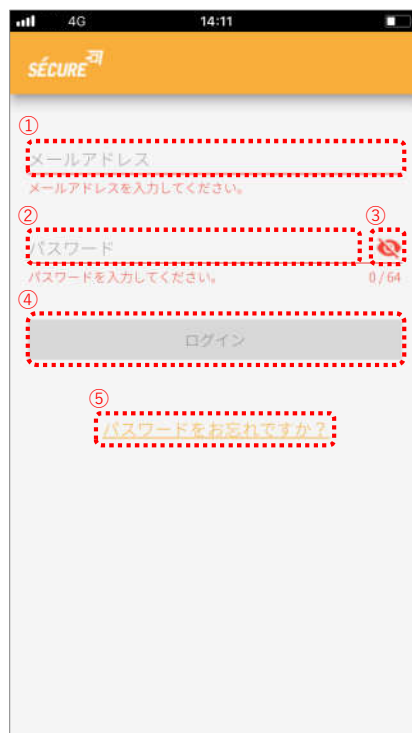 4G 14:11
SÉCURE
①
メールアドレス
メールアドレスを入力してください。
② ③
パスワード
パスワードを入力してください。 0 / 64
④
ログイン
⑤
パスワードをお忘れですか？